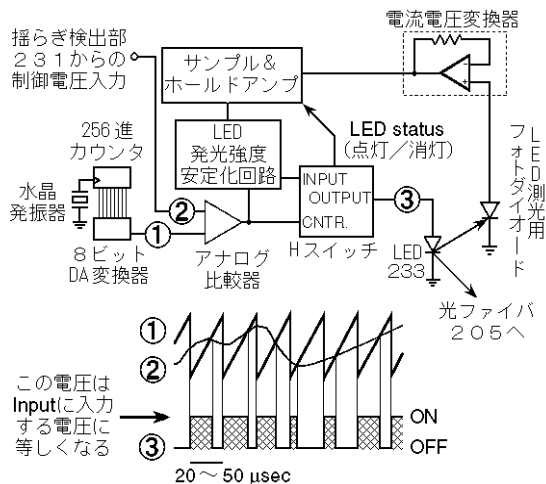 電流電圧変換器
揺らぎ検出部
２３１からの
制御電圧入力
サンプル＆
ホールドアンプ
-
+
LED測光用
フォトダイオード
256進
カウンタ
LED
発光強度
安定化回路
LED status
(点灯／消灯)
水晶
発振器
②
①
INPUT
OUTPUT
CNTR.
③
８ビット
DA変換器
アナログ
比較器
Hスイッチ
LED
233
光ファイバ
２０５へ
①
②
この電圧は
Inputに入力
する電圧に
等しくなる
ON
③
OFF
20～50 μsec